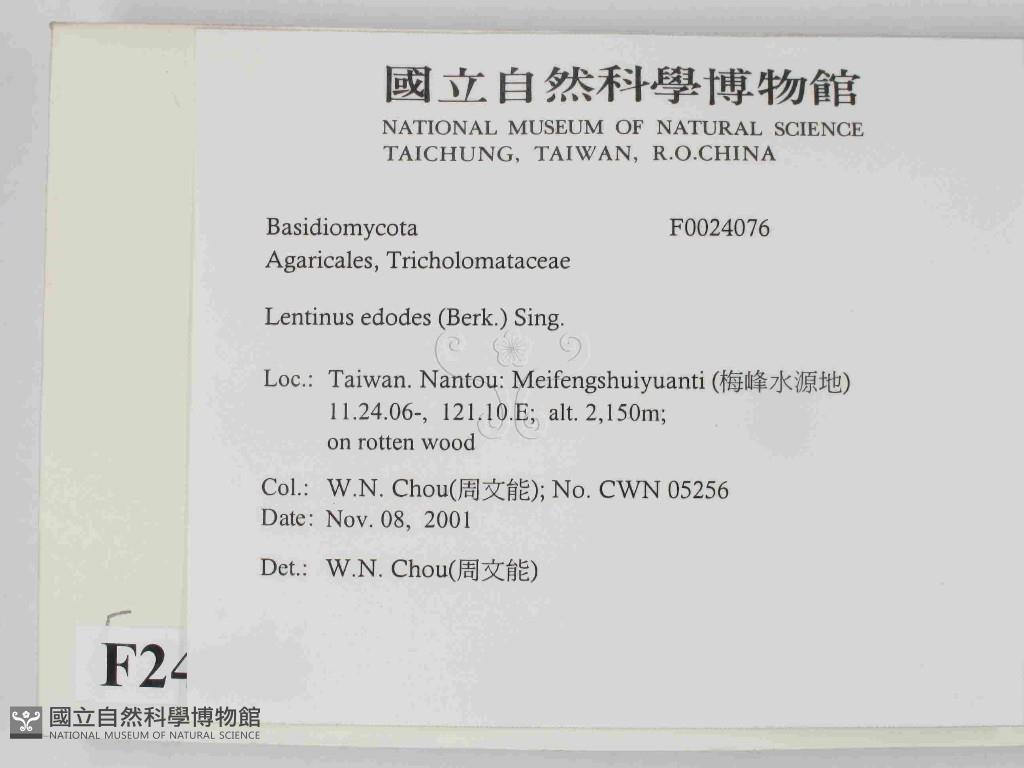 國立自然科學博物館
NATIONAL MUSEUM OF NATURAL SCIENCE
TAICHUNG, TAIWAN, R.O.CHINA
Basidiomycota F0024076
Agaricales, Tricholomataceae
Lentinus edodes (Berk.) Sing.
Loc.: Taiwan. Nantou: Meifengshuiyuanti (梅峰水源地)
11.24.06-, 121.10.E; alt. 2,150m;
on rotten wood
Col.: W.N. Chou(周文能); No. CWN 05256
Date: Nov. 08, 2001
Det.: W.N. Chou(周文能)
F24
國立自然科學博物館
NATIONAL MUSEUM OF NATURAL SCIENCE